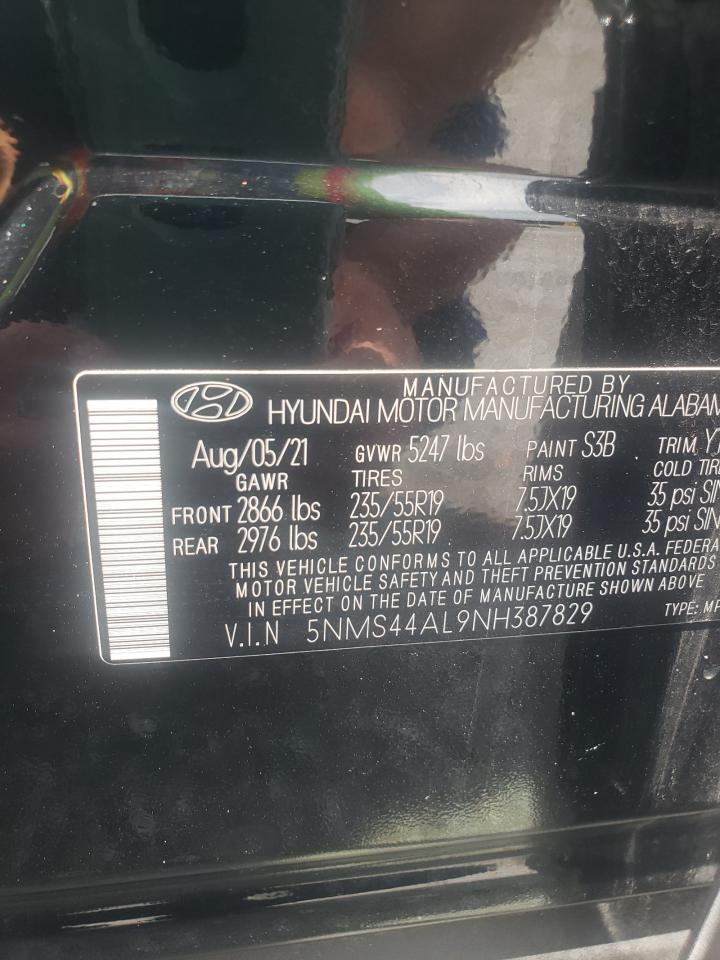 MANUFACTURED BY
HYUNDAI MOTOR MANUFACTURING ALABAM
Aug/05/21 GVWR 5247 lbs PAINT S3B TRIM
GAWR TIRES RIMS COLD TIR
FRONT 2866 lbs 235/55R19 7.5JX19 35 psi SIN
REAR 2976 lbs 235/55R19 7.5JX19 35 psi SIN
THIS VEHICLE CONFORMS TO ALL APPLICABLE U.S.A. FEDERA
MOTOR VEHICLE SAFETY AND THEFT PREVENTION STANDARDS
IN EFFECT ON THE DATE OF MANUFACTURE SHOWN ABOVE
V.I.N 5NMS44AL9NH387829 TYPE: MP